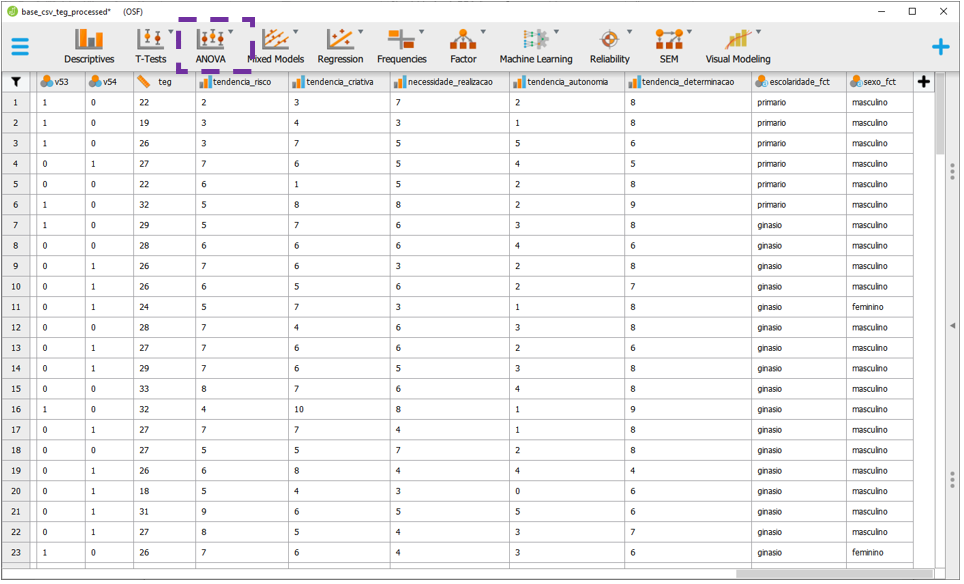 base_csv_teg_processed* (OSF)
Descriptives T-Tests ANOVA Mixed Models Regression Frequencies Factor Machine Learning Reliability SEM Visual Modeling
v53 v54 teg tendencia_risco tendencia_criativa necessidade_realizacao tendencia_autonomia tendencia_determinacao escolaridade_fct sexo_fct
1 1 0 22 2 3 7 2 8 primario masculino
2 1 0 19 3 4 3 1 8 primario masculino
3 1 0 26 3 7 5 5 6 primario masculino
4 0 1 27 7 6 5 4 5 primario masculino
5 0 0 22 6 1 5 2 8 primario masculino
6 1 0 32 5 8 8 2 9 primario masculino
7 1 0 29 5 7 6 3 8 ginasio masculino
8 0 0 28 6 6 6 4 6 ginasio masculino
9 0 1 26 7 6 3 2 8 ginasio masculino
10 0 1 26 6 5 6 2 7 ginasio masculino
11 0 1 24 5 7 3 1 8 ginasio feminino
12 0 0 28 7 4 6 3 8 ginasio masculino
13 0 1 27 7 6 6 2 6 ginasio masculino
14 0 1 29 7 6 5 3 8 ginasio masculino
15 0 0 33 8 7 6 4 8 ginasio masculino
16 1 0 32 4 10 8 1 9 ginasio masculino
17 0 1 27 7 7 4 1 8 ginasio masculino
18 0 0 27 5 5 7 2 8 ginasio masculino
19 0 1 26 6 8 4 4 4 ginasio masculino
20 0 1 18 5 4 3 0 6 ginasio masculino
21 0 1 31 9 6 5 5 6 ginasio masculino
22 0 1 27 8 5 4 3 7 ginasio masculino
23 1 0 26 7 6 4 3 6 ginasio feminino